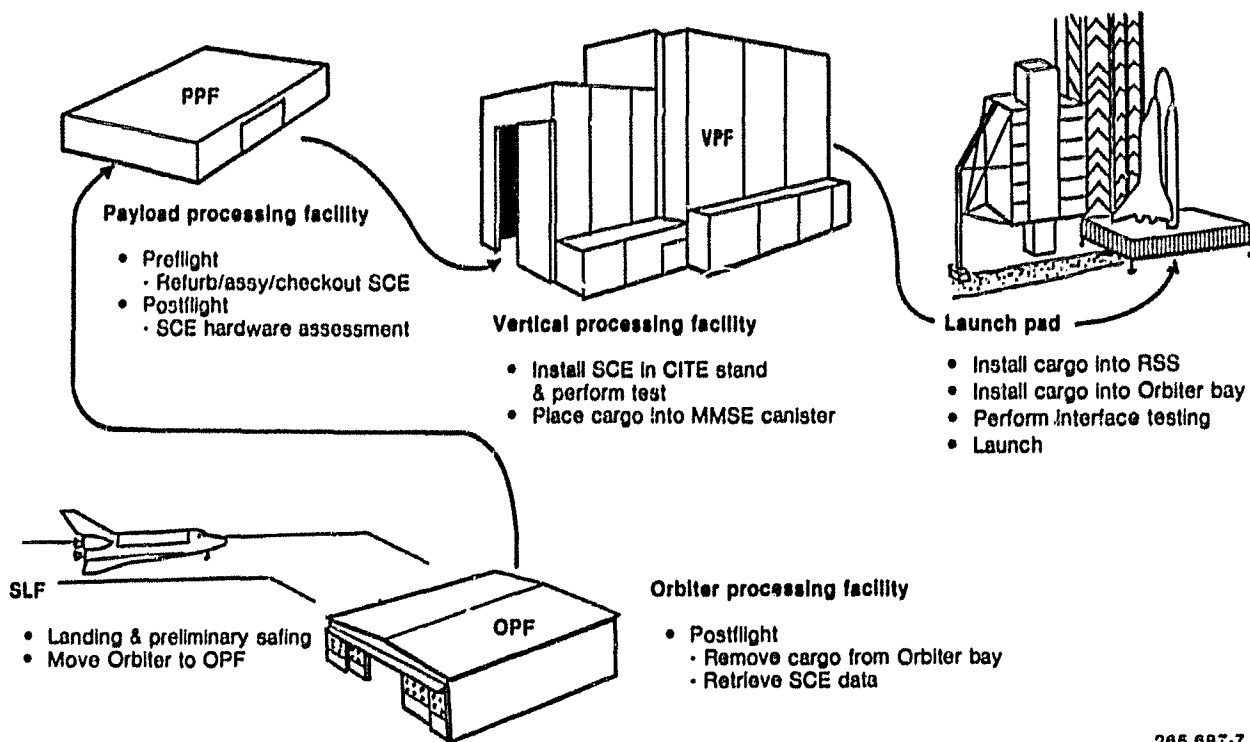 PPF
Payload processing facility
• Preflight
- Refurb/assy/checkout SCE
• Postflight
- SCE hardware assessment
VPF
Vertical processing facility
• Install SCE in CITE stand
& perform test
• Place cargo into MMSE canister
Launch pad
• Install cargo into RSS
• Install cargo into Orbiter bay
• Perform interface testing
• Launch
SLF
• Landing & preliminary safing
• Move Orbiter to OPF
OPF
Orbiter processing facility
• Postflight
- Remove cargo from Orbiter bay
- Retrieve SCE data
265.697-7